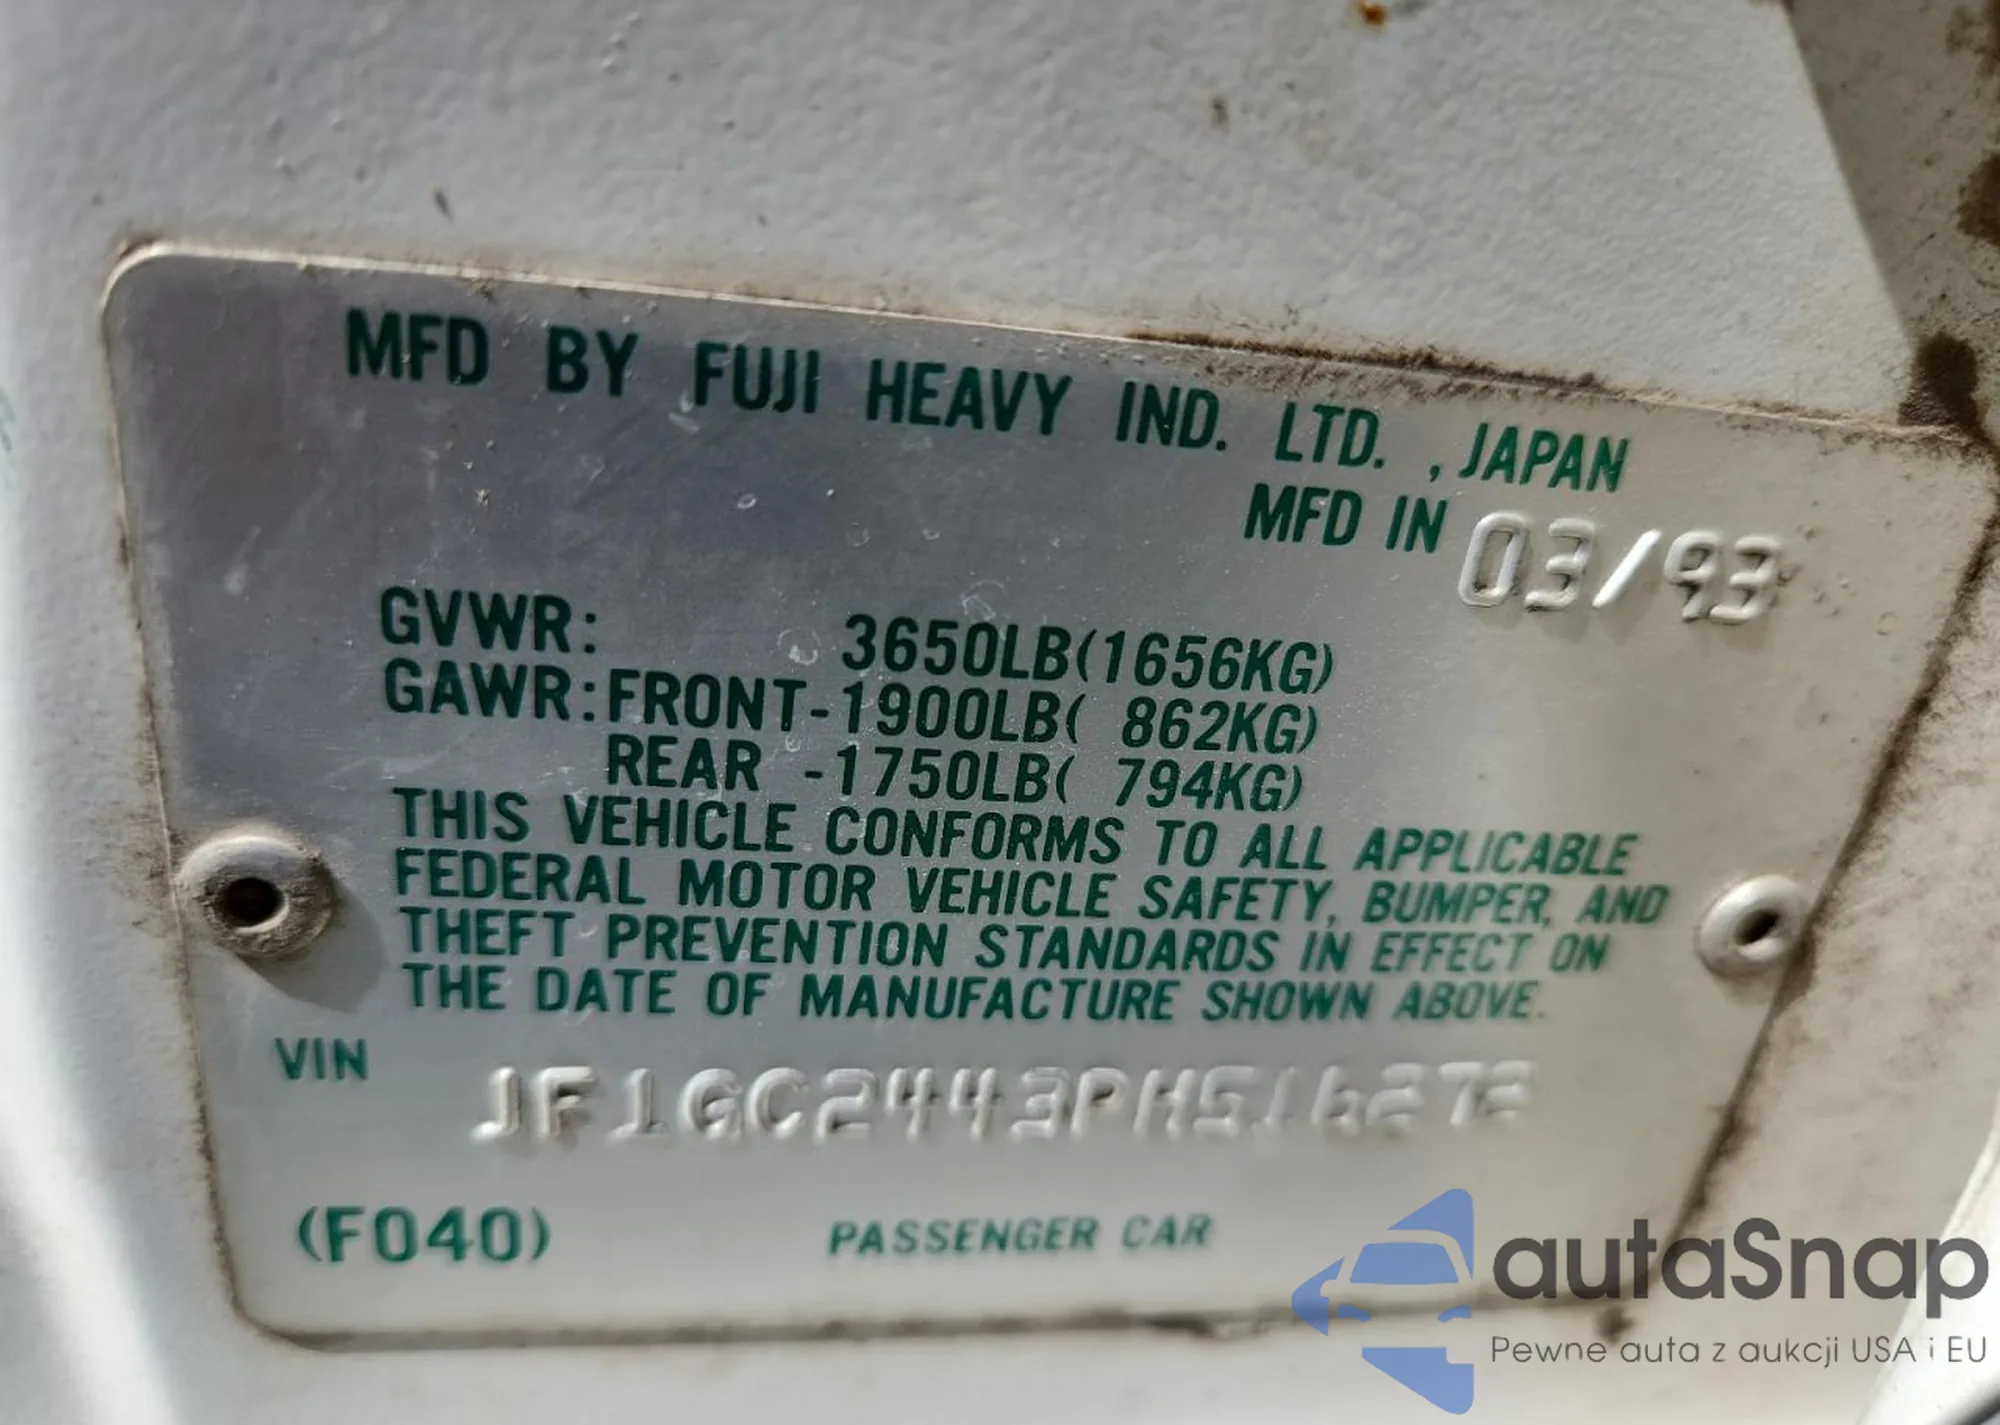 MFD BY FUJI HEAVY IND. LTD. , JAPAN
MFD IN 03/93
GVWR: 3650LB(1656KG)
GAWR:FRONT-1900LB( 862KG)
REAR -1750LB( 794KG)
THIS VEHICLE CONFORMS TO ALL APPLICABLE
FEDERAL MOTOR VEHICLE SAFETY, BUMPER, AND
THEFT PREVENTION STANDARDS IN EFFECT ON
THE DATE OF MANUFACTURE SHOWN ABOVE.
VIN JF1GC2443PH516273
(F040) PASSENGER CAR
autaSnap
Pewne auta z aukcji USA i EU